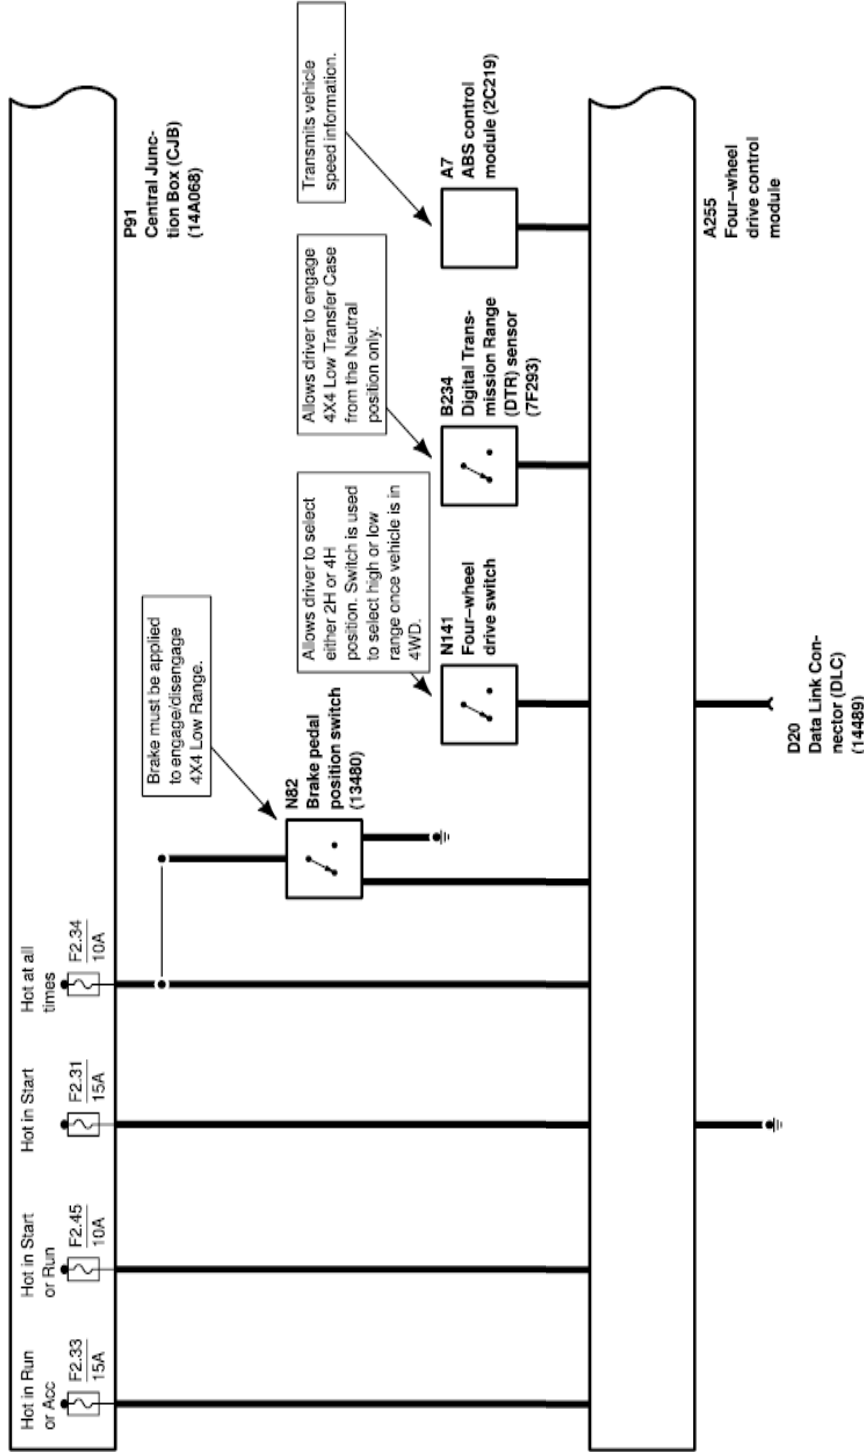 Hot in Run
or Acc
F2.33
15A
Hot in Start
or Run
F2.45
10A
Hot in Start
F2.31
15A
Hot at all
times
F2.34
10A
P91
Central Junc-
tion Box (CJB)
(14A068)
Brake must be applied
to engage/disengage
4X4 Low Range.
N82
Brake pedal
position switch
(13480)
Allows driver to select
either 2H or 4H
position. Switch is used
to select high or low
range once vehicle is in
4WD.
N141
Four–wheel
drive switch
Allows driver to engage
4X4 Low Transfer Case
from the Neutral
position only.
B234
Digital Trans-
mission Range
(DTR) sensor
(7F293)
Transmits vehicle
speed information.
A7
ABS control
module (2C219)
A255
Four–wheel
drive control
module
D20
Data Link Con-
nector (DLC)
(14489)